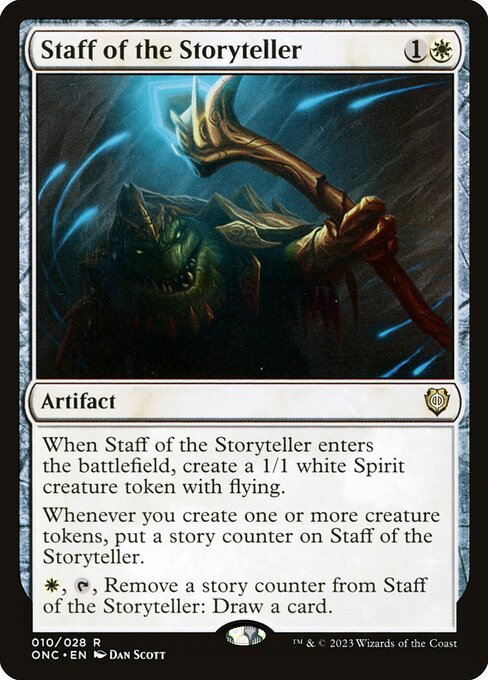 Staff of the Storyteller 1
Artifact
When Staff of the Storyteller enters
the battlefield, create a 1/1 white Spirit
creature token with flying.
Whenever you create one or more creature
tokens, put a story counter on Staff of the
Storyteller.
, , Remove a story counter from Staff
of the Storyteller: Draw a card.
010/028 R
ONC • EN Dan Scott
™ & © 2023 Wizards of the Coast